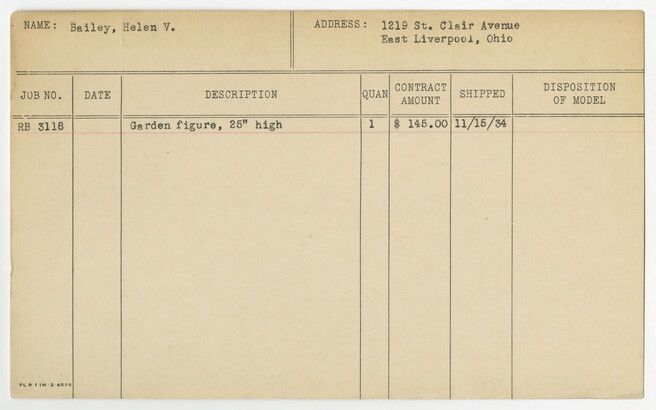 NAME: Bailey, Helen V. ADDRESS: 1219 St. Clair Avenue
East Liverpool, Ohio
JOB NO. DATE DESCRIPTION QUAN CONTRACT AMOUNT SHIPPED DISPOSITION OF MODEL
RB 3118 Garden figure, 25" high 1 $ 145.00 11/15/34